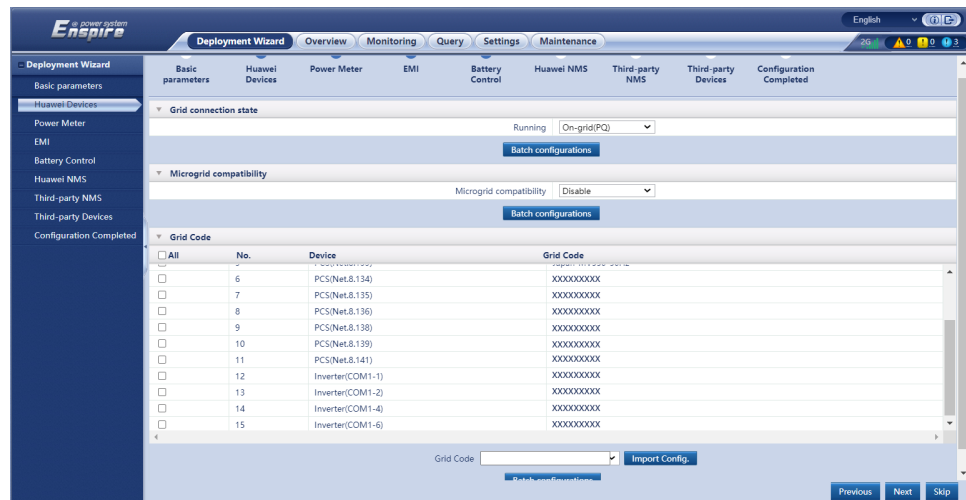 @ power system
Enspire
English
Deployment Wizard Overview Monitoring Query Settings Maintenance
2G 0 0 3
Deployment Wizard
Basic parameters
Huawei Devices
Power Meter
EMI
Battery Control
Huawei NMS
Third-party NMS
Third-party Devices
Configuration Completed
Basic parameters Huawei Devices Power Meter EMI Battery Control Huawei NMS Third-party NMS Third-party Devices Configuration Completed
Grid connection state
Running On-grid(PQ)
Batch configurations
Microgrid compatibility
Microgrid compatibility Disable
Batch configurations
Grid Code
All No. Device Grid Code
6 PCS(Net.8.134) XXXXXXXXX
7 PCS(Net.8.135) XXXXXXXXX
8 PCS(Net.8.136) XXXXXXXXX
9 PCS(Net.8.138) XXXXXXXXX
10 PCS(Net.8.139) XXXXXXXXX
11 PCS(Net.8.141) XXXXXXXXX
12 Inverter(COM1-1) XXXXXXXXX
13 Inverter(COM1-2) XXXXXXXXX
14 Inverter(COM1-4) XXXXXXXXX
15 Inverter(COM1-6) XXXXXXXXX
Grid Code Import Config.
Batch configurations
Previous Next Skip